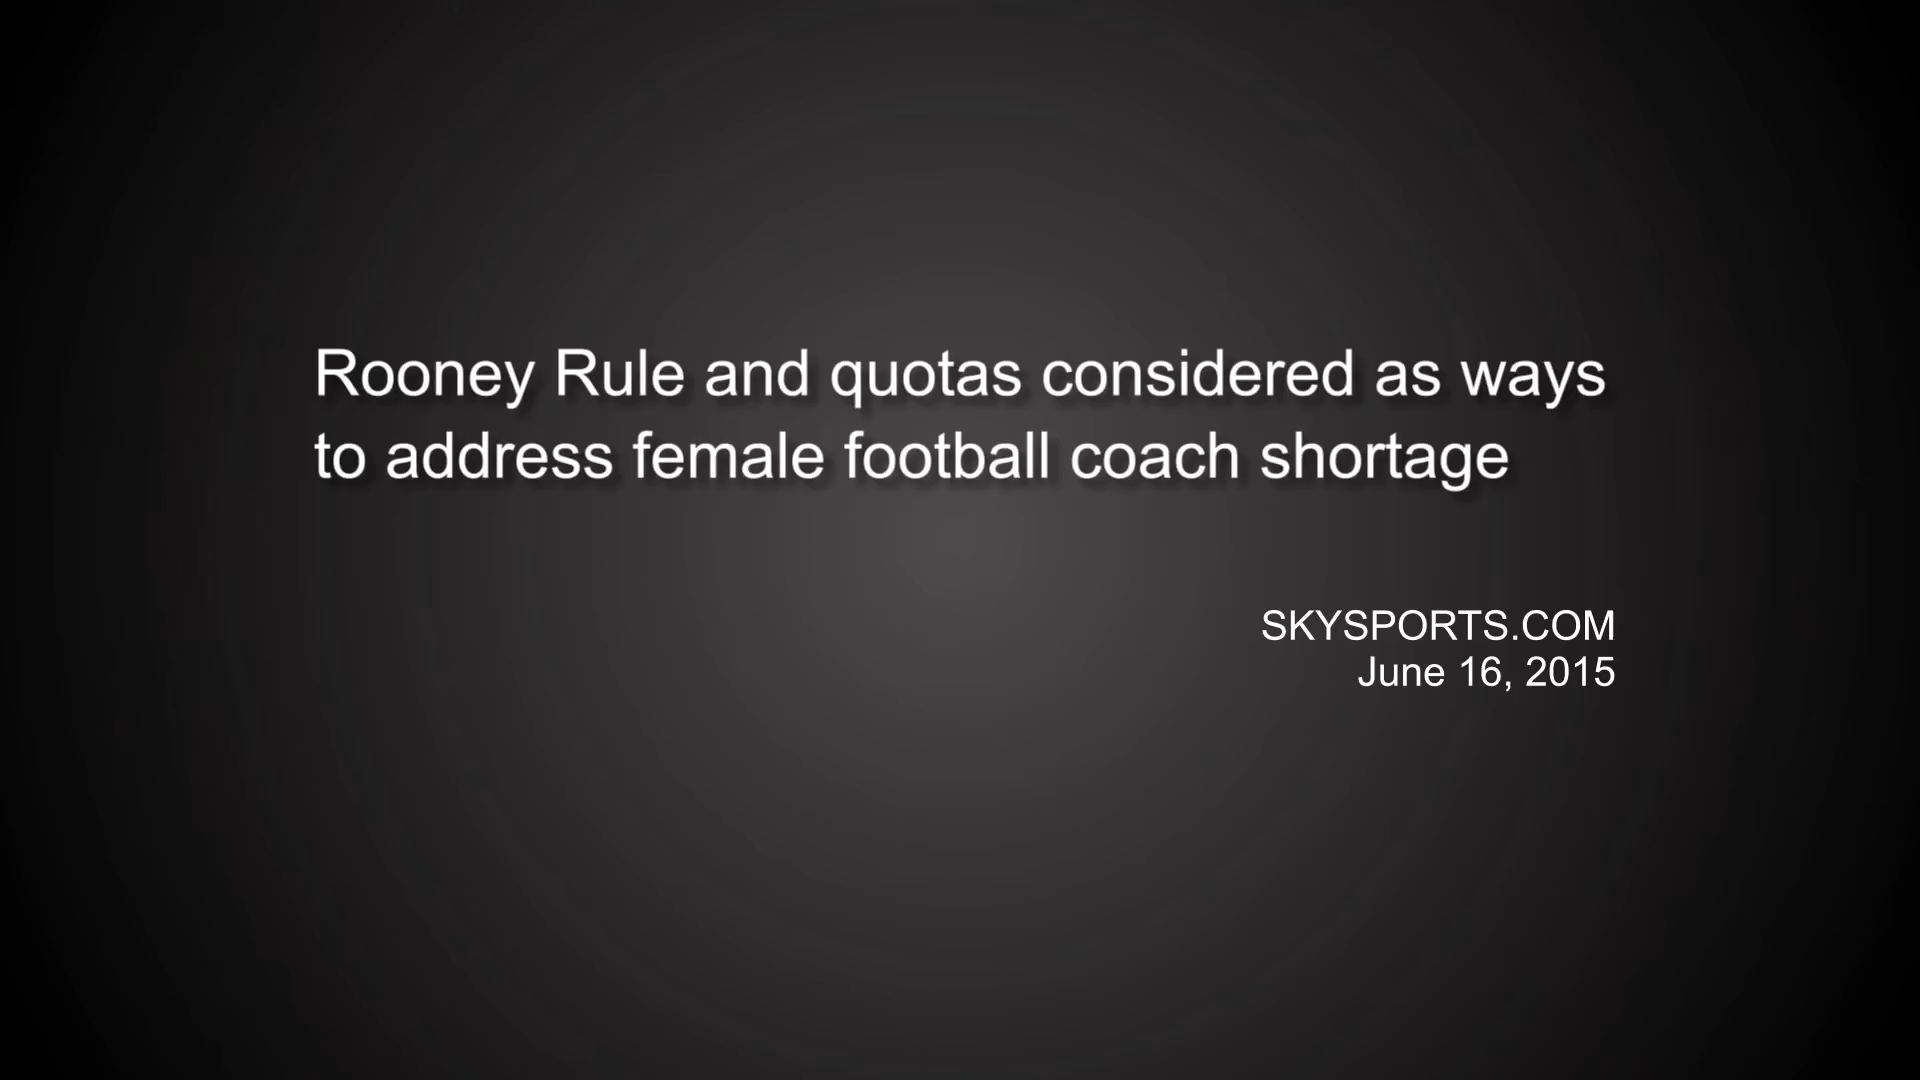 Rooney Rule and quotas considered as ways
to address female football coach shortage
SKYSPORTS.COM
June 16, 2015